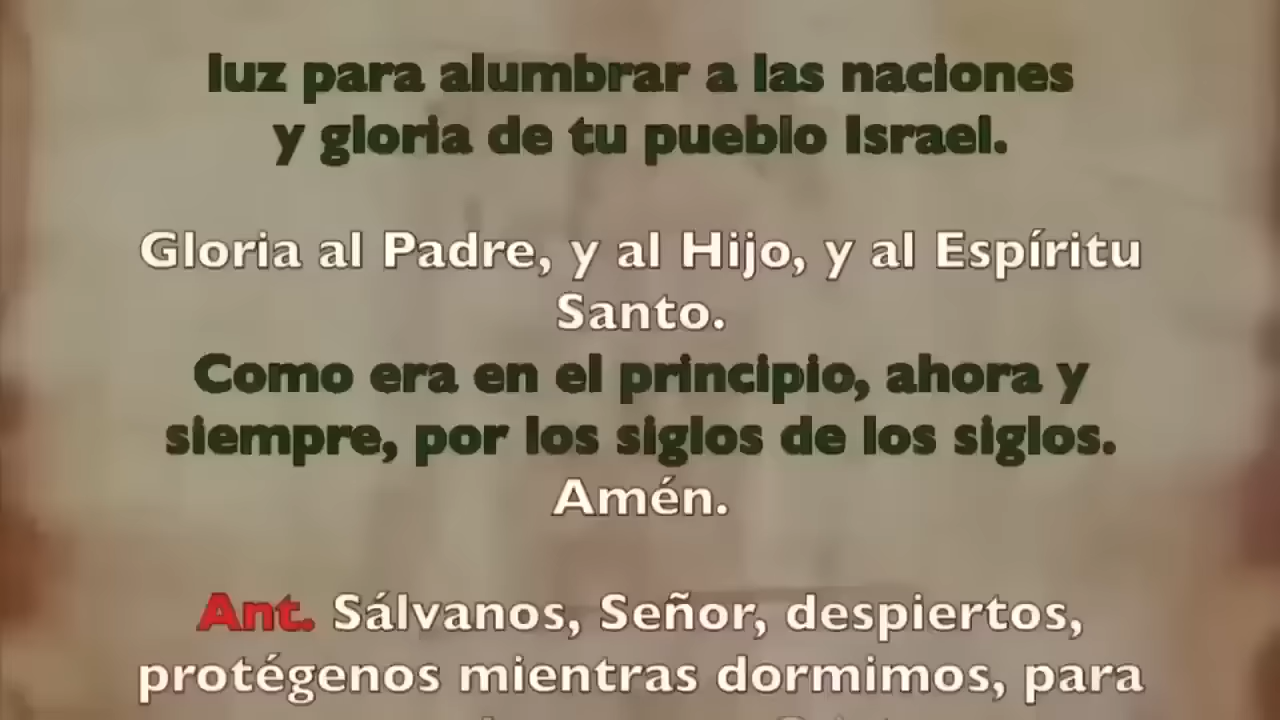 luz para alumbrar a las naciones
y gloria de tu pueblo Israel.
Gloria al Padre, y al Hijo, y al Espíritu
Santo.
Como era en el principio, ahora y
siempre, por los siglos de los siglos.
Amén.
Ant. Sálvanos, Señor, despiertos,
protégenos mientras dormimos, para